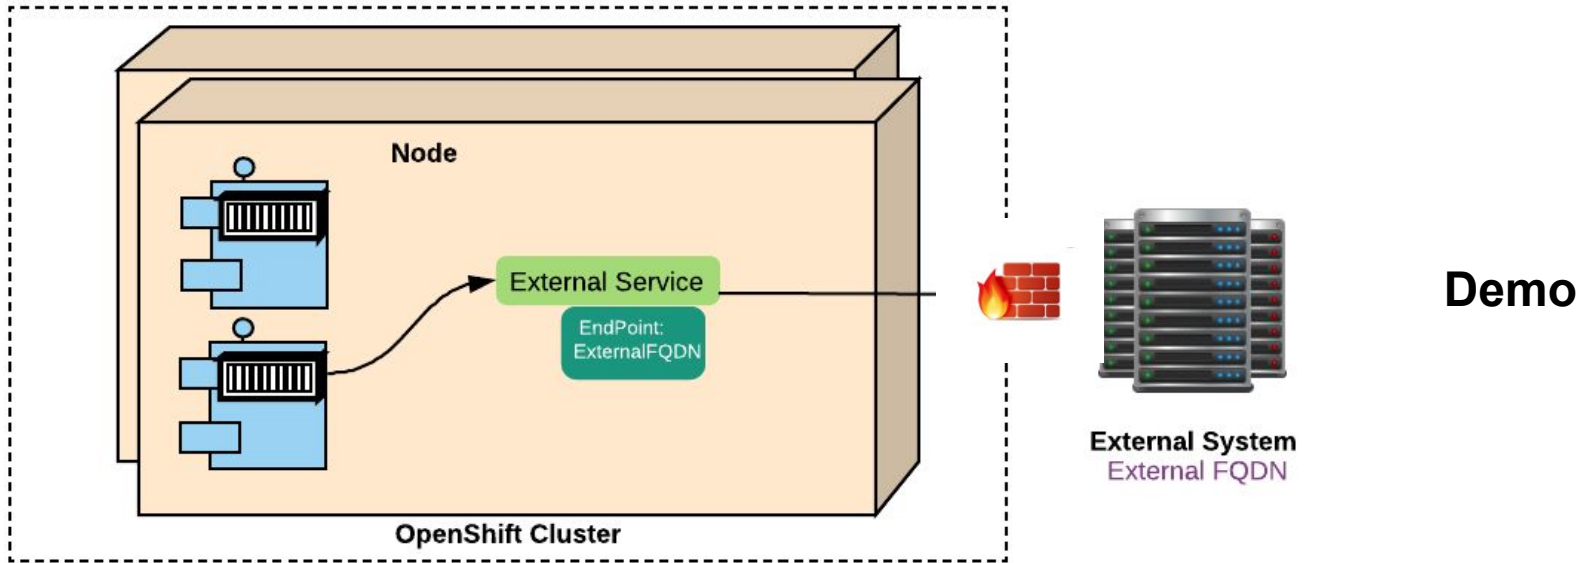 Node
External Service
EndPoint:
ExternalFQDN
OpenShift Cluster
External System
External FQDN
Demo